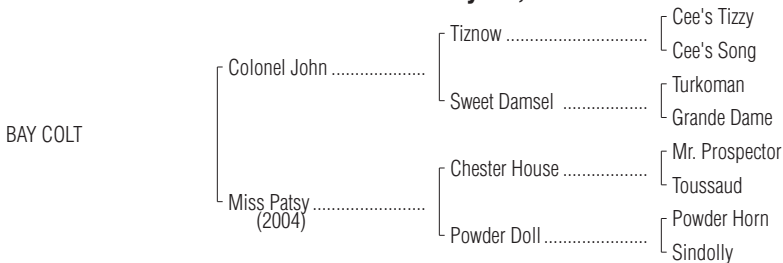 Cee's Tizzy
Tiznow
Cee's Song
Colonel John
Turkoman
Sweet Damsel
Grande Dame
BAY COLT
Mr. Prospector
Chester House
Toussaud
Miss Patsy
(2004)
Powder Horn
Powder Doll
Sindolly